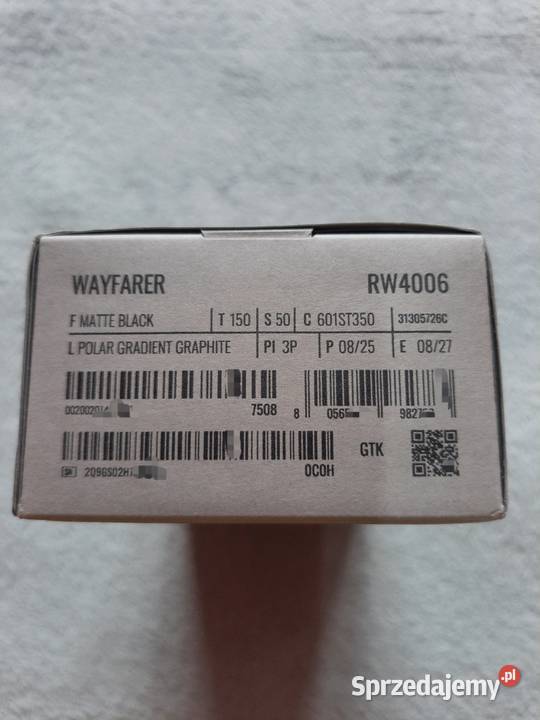 WAYFARER RW4006
F MATTE BLACK T 150 S 50 C 601ST350 31305726C
L POLAR GRADIENT GRAPHITE PI 3P P 08/25 E 08/27
7508 8
GTK
SN 0C0H
Sprzedajemy.pl